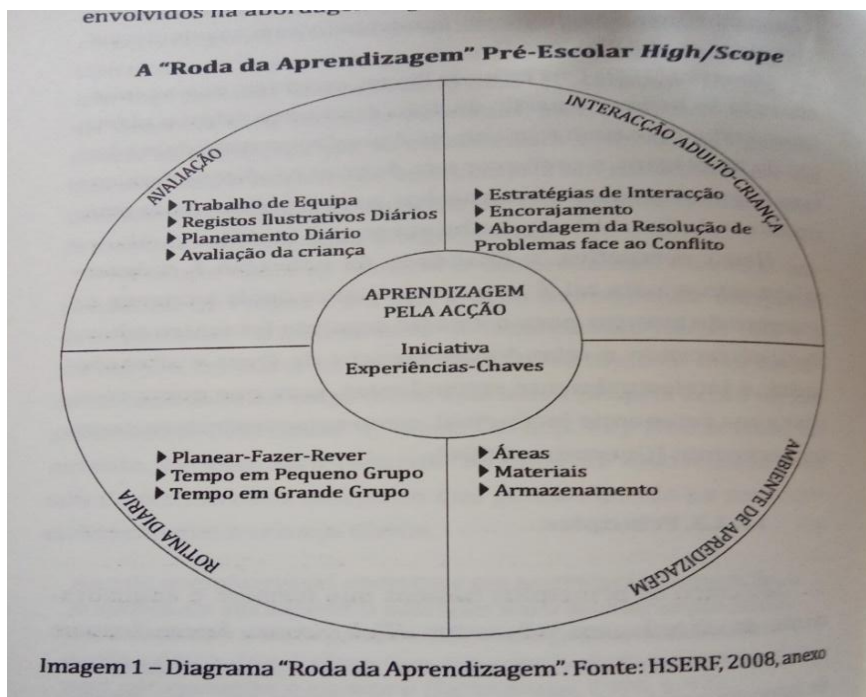 envolvidos na
A “Roda da Aprendizagem” Pré-Escolar High/Scope
AVALIAÇÃO
▶ Trabalho de Equipa
▶ Registos Ilustrativos Diários
▶ Planeamento Diário
▶ Avaliação da criança
INTERACÇÃO ADULTO-CRIANÇA
▶ Estratégias de Interacção
▶ Encorajamento
▶ Abordagem da Resolução de
Problemas face ao Conflito
APRENDIZAGEM
PELA ACÇÃO
Iniciativa
Experiências-Chaves
▶ Planear-Fazer-Rever
▶ Tempo em Pequeno Grupo
▶ Tempo em Grande Grupo
ROTINA DIÁRIA
▶ Áreas
▶ Materiais
▶ Armazenamento
AMBIENTE DE APREDIZAGEM
Imagem 1 – Diagrama “Roda da Aprendizagem”. Fonte: HSERF, 2008, anexo